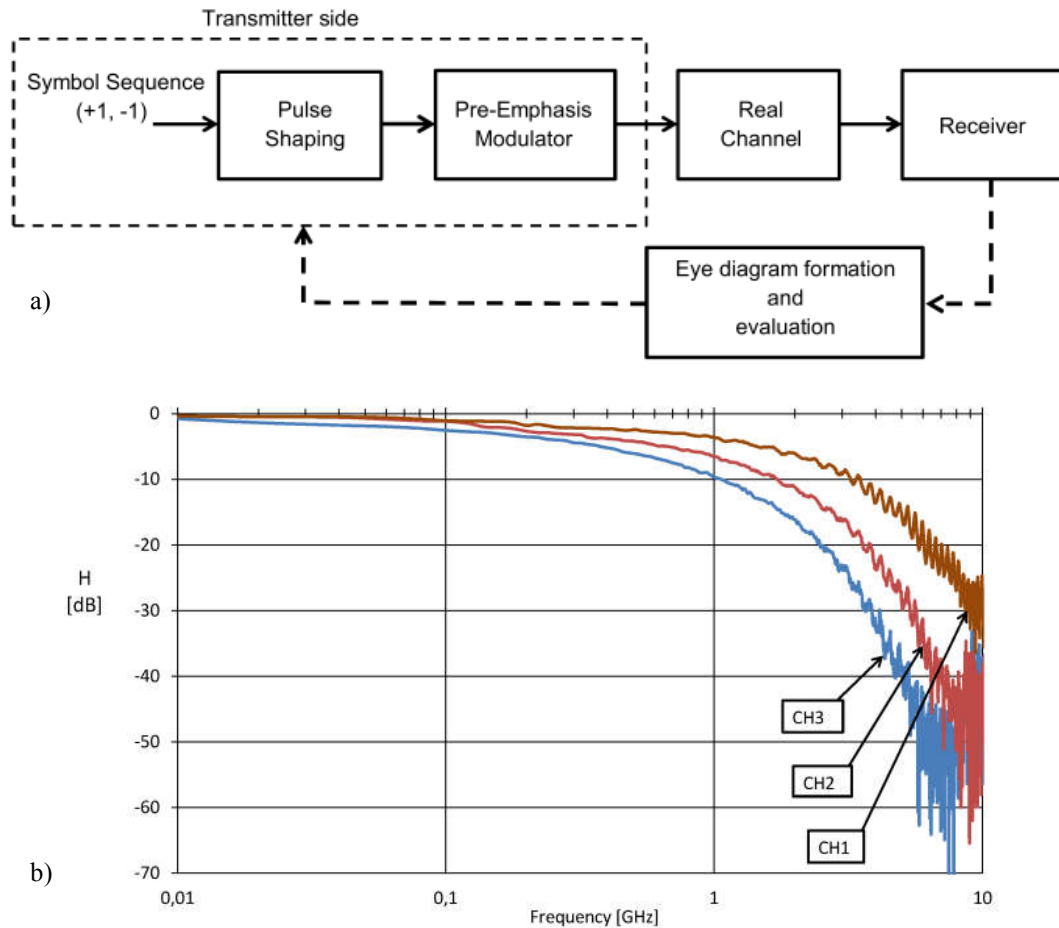 Transmitter side
Symbol Sequence
(+1, -1)
Pulse
Shaping
Pre-Emphasis
Modulator
Real
Channel
Receiver
Eye diagram formation
and
evaluation
a)
0
-10
-20
-30
-40
-50
-60
-70
H
[dB]
CH3
CH2
CH1
b)
0,01
0,1
1
10
Frequency [GHz]